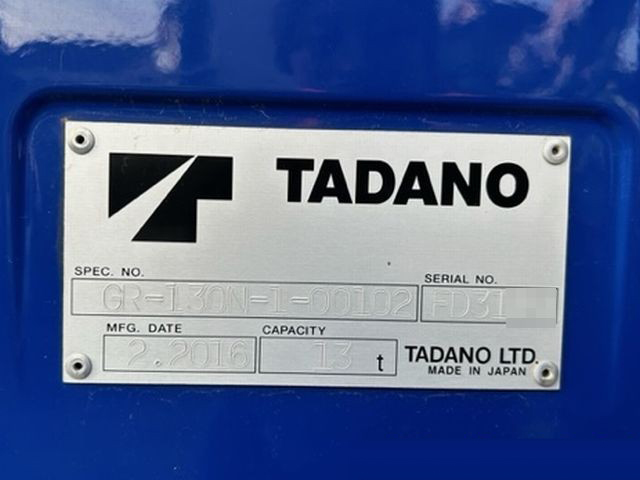 TADANO
SPEC. NO.
SERIAL NO.
GR-130N-1-00102
FD31
MFG. DATE
CAPACITY
2.2016
13 t
TADANO LTD.
MADE IN JAPAN